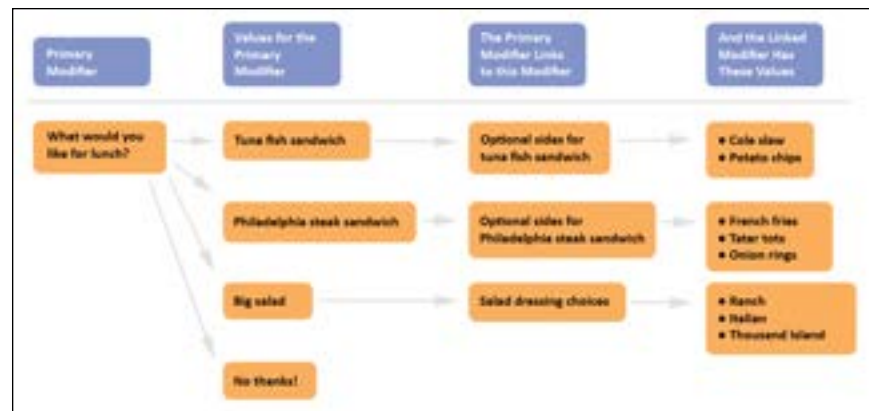 Primary
Modifier
Values for the
Primary
Modifier
The Primary
Modifier Links
to this Modifier
And the Linked
Modifier Has
These Values
What would you
like for lunch?
Tuna fish sandwich
Optional sides for
tuna fish sandwich
● Cole slaw
● Potato chips
Philadelphia steak sandwich
Optional sides for
Philadelphia steak sandwich
● French fries
● Tater tots
● Onion rings
Big salad
Salad dressing choices
● Ranch
● Italian
● Thousand Island
No thanks!